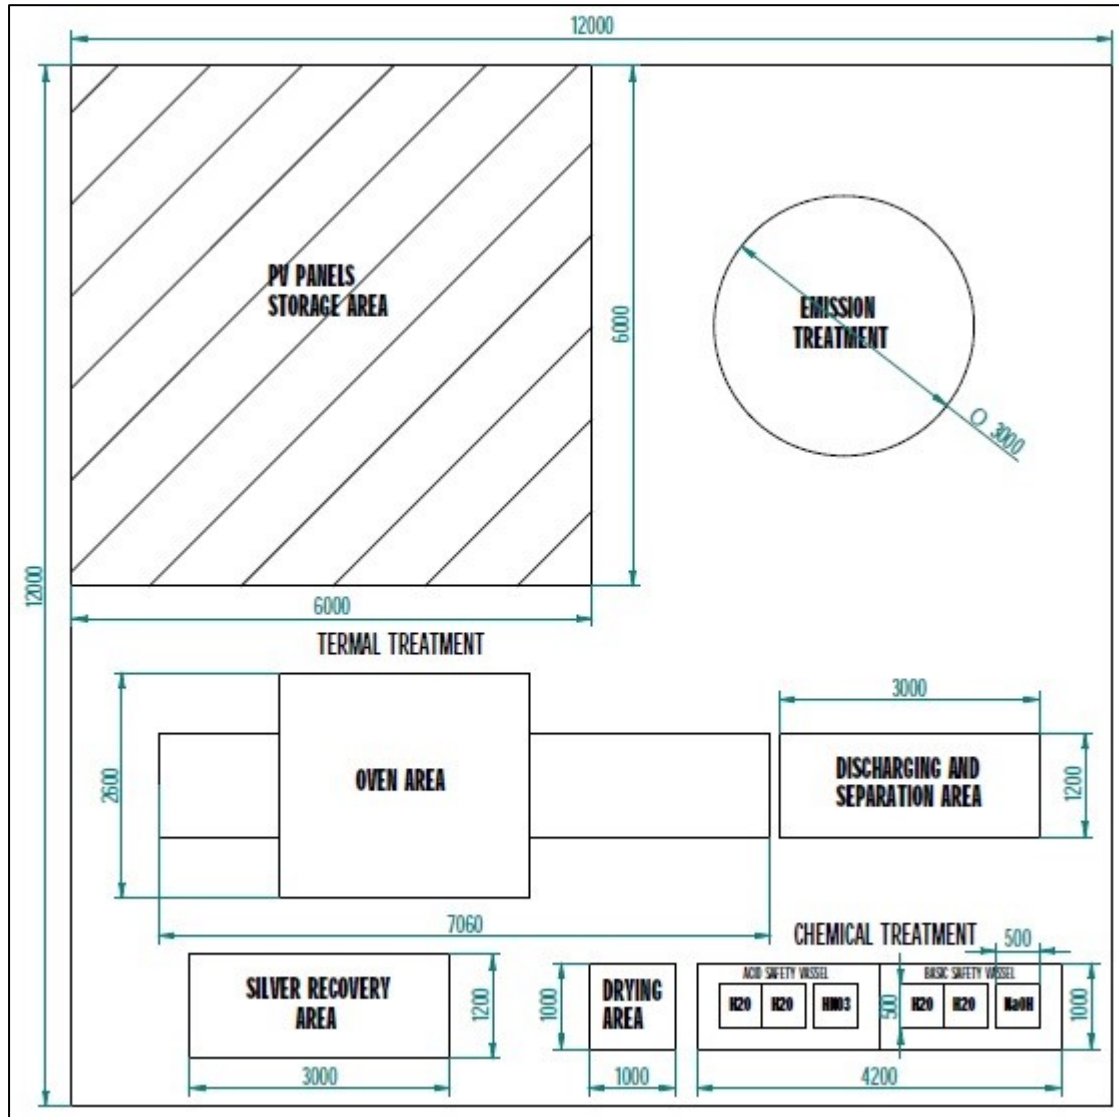 12000
PV PANELS
STORAGE AREA
EMISSION
TREATMENT
6000
O 3000
12000
6000
TERMAL TREATMENT
3000
OVEN AREA
DISCHARGING AND
SEPARATION AREA
2600
1200
7060
CHEMICAL TREATMENT
500
SILVER RECOVERY
AREA
1200
1000
DRYING
AREA
ACID SAFETY VASSEL
H2O H2O HNO3
BASIC SAFETY VASSEL
500
H2O H2O NaOH
1000
3000
1000
4200